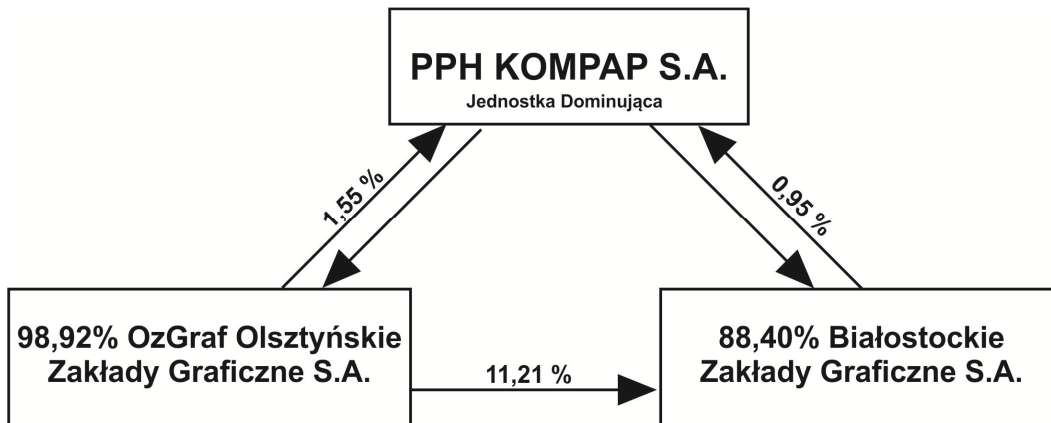 PPH KOMPAP S.A.
Jednostka Dominująca
1,55 %
0,95 %
98,92% OzGraf Olsztyńskie
Zakłady Graficzne S.A.
11,21 %
88,40% Białostockie
Zakłady Graficzne S.A.